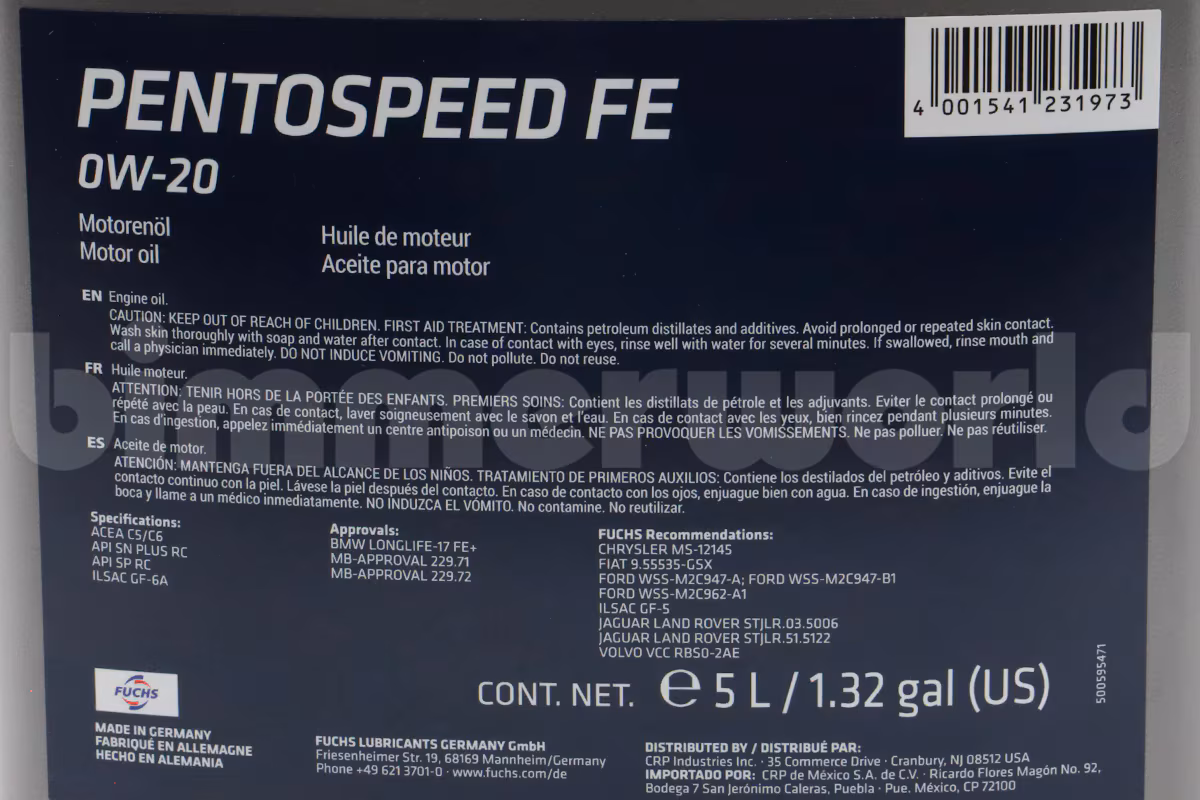 PENTOSPEED FE
0W-20
4 001541 231973
Motorenöl
Motor oil
Huile de moteur
Aceite para motor
EN Engine oil.
CAUTION: KEEP OUT OF REACH OF CHILDREN. FIRST AID TREATMENT: Contains petroleum distillates and additives. Avoid prolonged or repeated skin contact.
Wash skin thoroughly with soap and water after contact. In case of contact with eyes, rinse well with water for several minutes. If swallowed, rinse mouth and
call a physician immediately. DO NOT INDUCE VOMITING. Do not pollute. Do not reuse.
FR Huile moteur.
ATTENTION: TENIR HORS DE LA PORTÉE DES ENFANTS. PREMIERS SOINS: Contient les distillats de pétrole et les adjuvants. Eviter le contact prolongé ou
répété avec la peau. En cas de contact, laver soigneusement avec le savon et l'eau. En cas de contact avec les yeux, bien rincez pendant plusieurs minutes.
En cas d'ingestion, appelez immédiatement un centre antipoison ou un médecin. NE PAS PROVOQUER LES VOMISSEMENTS. Ne pas polluer. Ne pas réutiliser.
ES Aceite de motor.
ATENCIÓN: MANTENGA FUERA DEL ALCANCE DE LOS NIÑOS. TRATAMIENTO DE PRIMEROS AUXILIOS: Contiene los destilados del petróleo y aditivos. Evite el
contacto continuo con la piel. Lávese la piel después del contacto. En caso de contacto con los ojos, enjuague bien con agua. En caso de ingestión, enjuague la
boca y llame a un médico inmediatamente. NO INDUZCA EL VÓMITO. No contamine. No reutilizar.
bimmerworld
Specifications:
ACEA C5/C6
API SN PLUS RC
API SP RC
ILSAC GF-6A
Approvals:
BMW LONGLIFE-17 FE+
MB-APPROVAL 229.71
MB-APPROVAL 229.72
FUCHS Recommendations:
CHRYSLER MS-12145
FIAT 9.55535-GSX
FORD WSS-M2C947-A; FORD WSS-M2C947-B1
FORD WSS-M2C962-A1
ILSAC GF-5
JAGUAR LAND ROVER STJLR.03.5006
JAGUAR LAND ROVER STJLR.51.5122
VOLVO VCC RBS0-2AE
500595471
CONT. NET. ℮ 5 L / 1.32 gal (US)
FUCHS
MADE IN GERMANY
FABRIQUÉ EN ALLEMAGNE
HECHO EN ALEMANIA
FUCHS LUBRICANTS GERMANY GmbH
Friesenheimer Str. 19, 68169 Mannheim/Germany
Phone +49 621 3701-0 · www.fuchs.com/de
DISTRIBUTED BY / DISTRIBUÉ PAR:
CRP Industries Inc. · 35 Commerce Drive · Cranbury, NJ 08512 USA
IMPORTADO POR: CRP de México S.A. de C.V. · Ricardo Flores Magón No. 92,
Bodega 7 San Jerónimo Caleras, Puebla · Pue. México, CP 72100